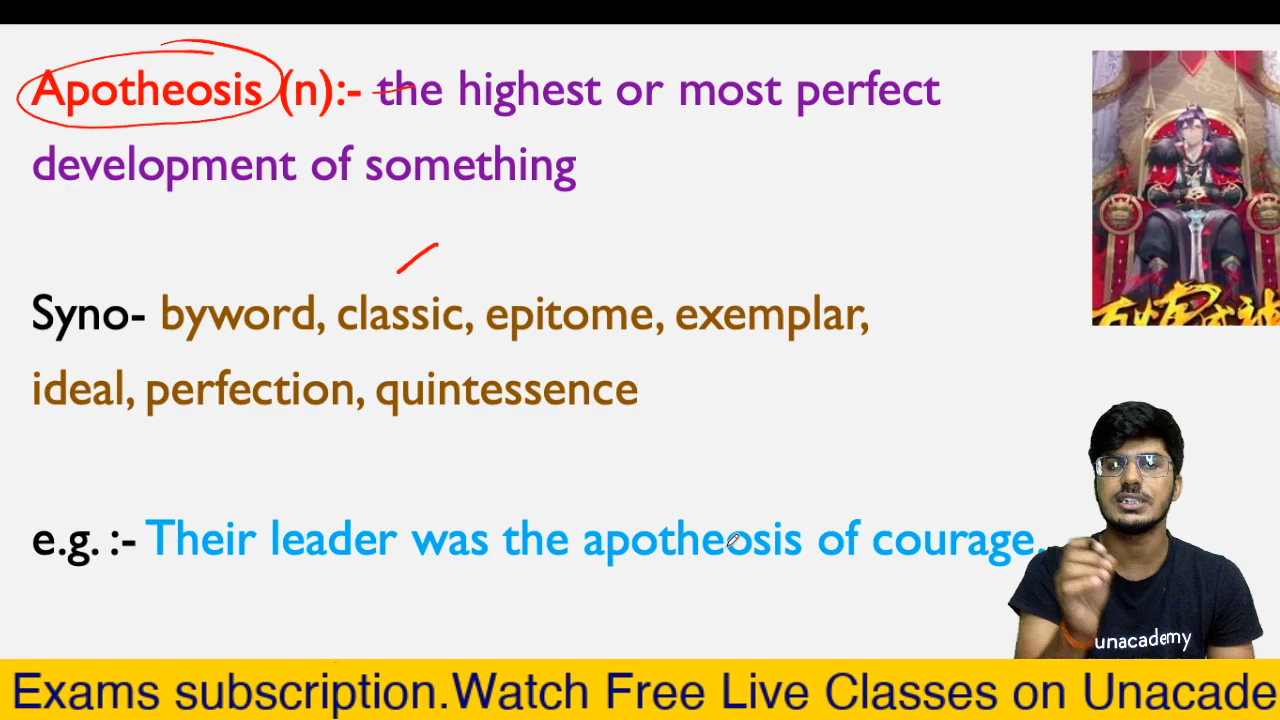 Apotheosis (n):- the highest or most perfect
development of something
Syno- byword, classic, epitome, exemplar,
ideal, perfection, quintessence
e.g. :- Their leader was the apotheosis of courage.
unacademy
Exams subscription.Watch Free Live Classes on Unacade